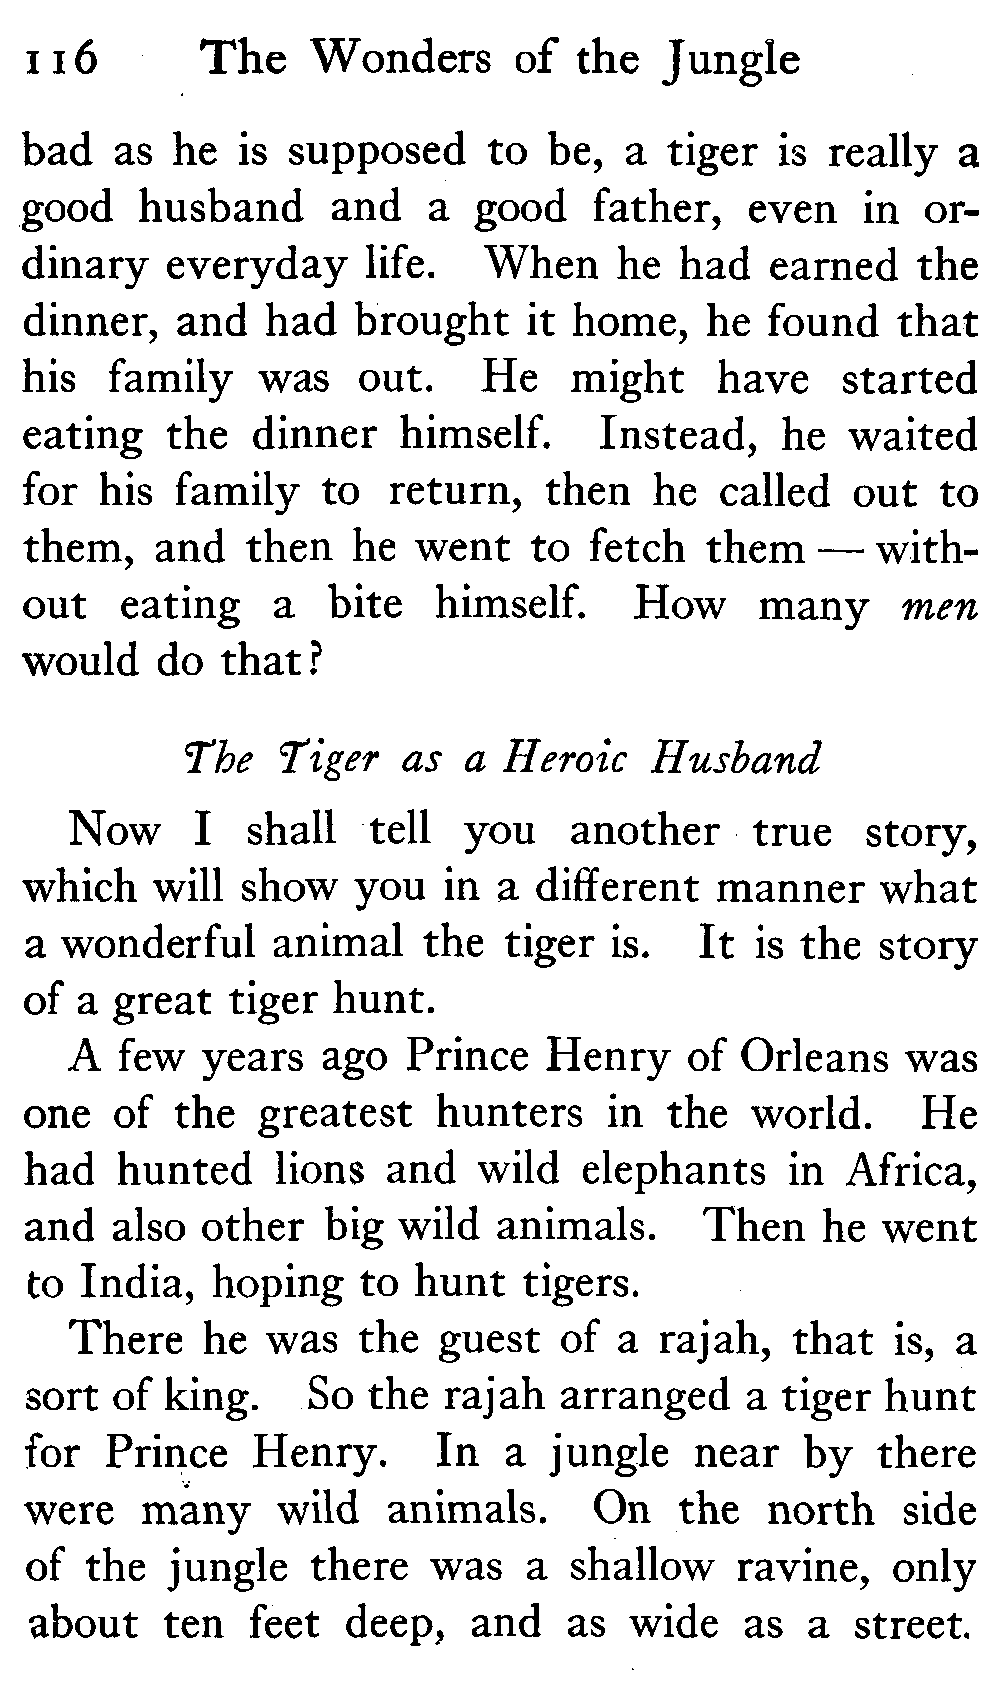 116 The Wonders of the Jungle
bad as he is supposed to be, a tiger is really a
good husband and a good father, even in or-
dinary everyday life. When he had earned the
dinner, and had brought it home, he found that
his family was out. He might have started
eating the dinner himself. Instead, he waited
for his family to return, then he called out to
them, and then he went to fetch them — with-
out eating a bite himself. How many men
would do that?
The Tiger as a Heroic Husband
Now I shall tell you another true story,
which will show you in a different manner what
a wonderful animal the tiger is. It is the story
of a great tiger hunt.
A few years ago Prince Henry of Orleans was
one of the greatest hunters in the world. He
had hunted lions and wild elephants in Africa,
and also other big wild animals. Then he went
to India, hoping to hunt tigers.
There he was the guest of a rajah, that is, a
sort of king. So the rajah arranged a tiger hunt
for Prince Henry. In a jungle near by there
were many wild animals. On the north side
of the jungle there was a shallow ravine, only
about ten feet deep, and as wide as a street.